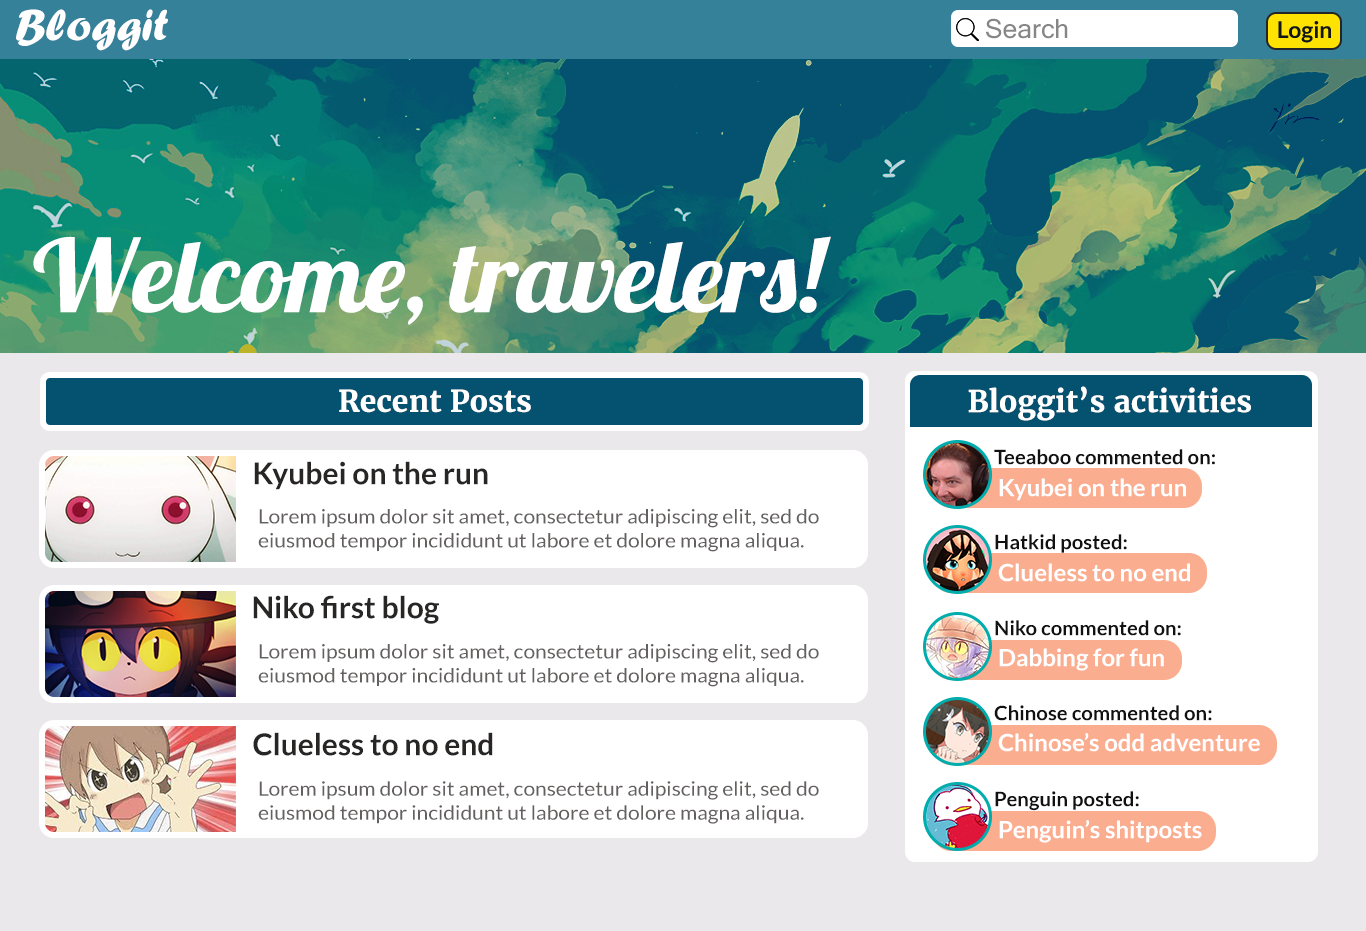 Bloggit
Search
Login
Welcome, travelers!
Recent Posts
Kyubei on the run
Lorem ipsum dolor sit amet, consectetur adipiscing elit, sed do
eiusmod tempor incididunt ut labore et dolore magna aliqua.
Niko first blog
Lorem ipsum dolor sit amet, consectetur adipiscing elit, sed do
eiusmod tempor incididunt ut labore et dolore magna aliqua.
Clueless to no end
Lorem ipsum dolor sit amet, consectetur adipiscing elit, sed do
eiusmod tempor incididunt ut labore et dolore magna aliqua.
Bloggit’s activities
Teeaboo commented on:
Kyubei on the run
Hatkid posted:
Clueless to no end
Niko commented on:
Dabbing for fun
Chinose commented on:
Chinose’s odd adventure
Penguin posted:
Penguin’s shitposts